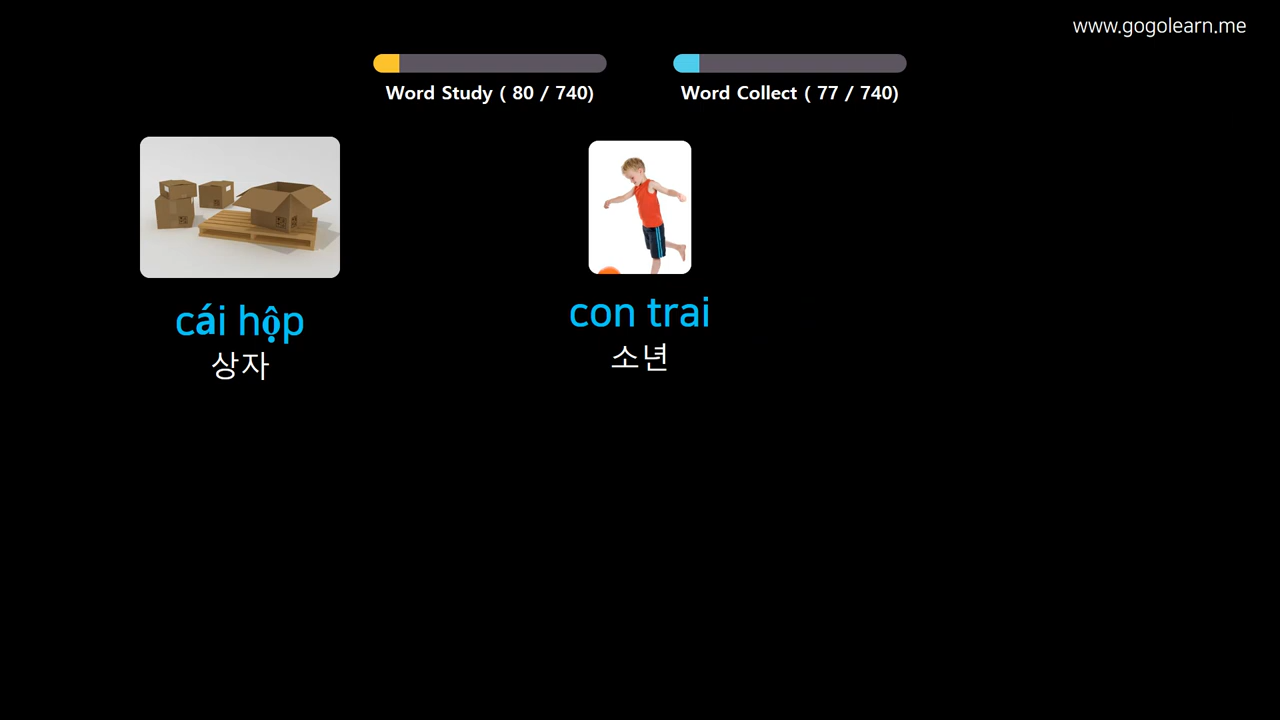 www.gogolearn.me
Word Study ( 80 / 740)
Word Collect ( 77 / 740)
cái hộp
상자
con trai
소년